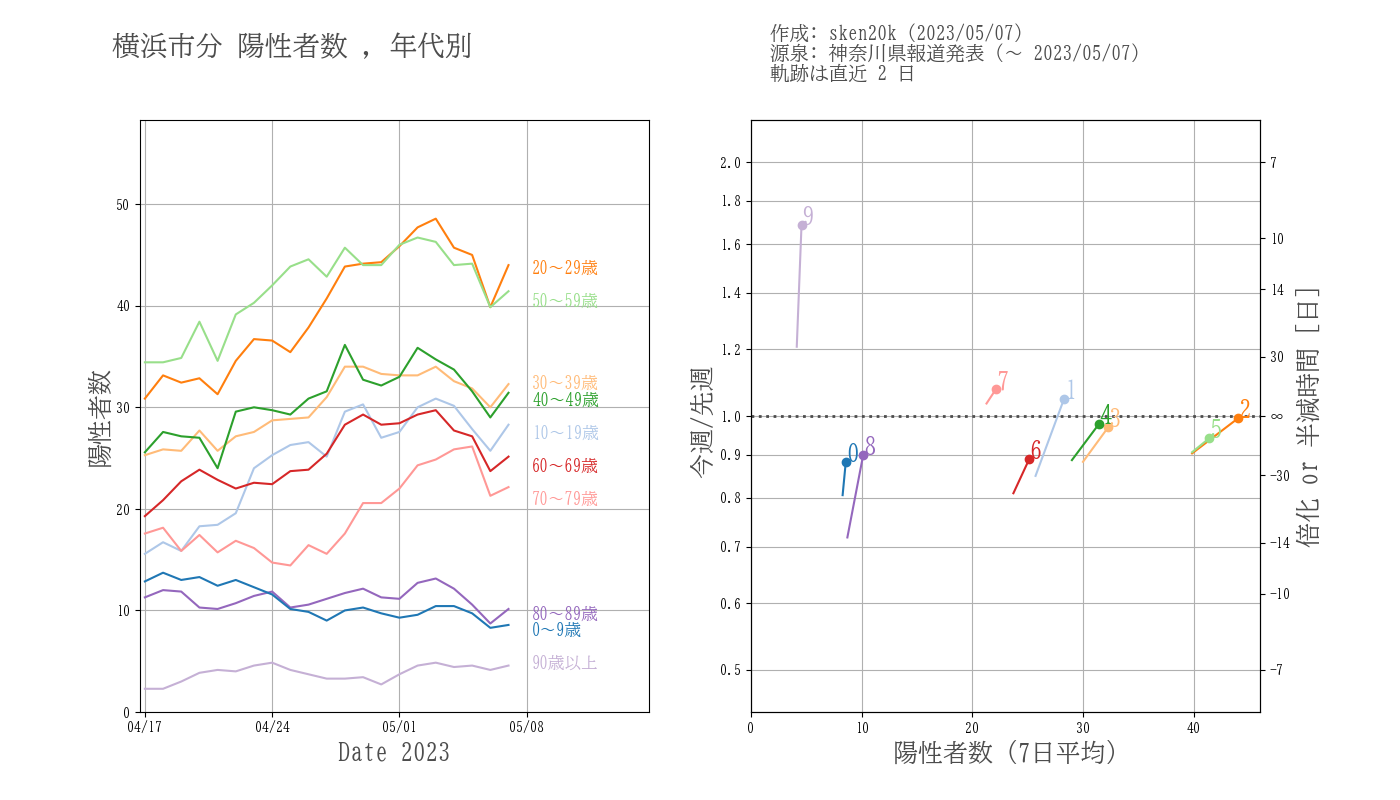 横浜市分 陽性者数 , 年代別
作成: sken20k (2023/05/07)
源泉: 神奈川県報道発表 (～ 2023/05/07)
軌跡は直近 2 日
陽性者数
50
40
30
20
10
0
04/17
04/24
05/01
05/08
Date 2023
20～29歳
50～59歳
30～39歳
40～49歳
10～19歳
60～69歳
70～79歳
80～89歳
0～9歳
90歳以上
今週/先週
2.0
1.8
1.6
1.4
1.2
1.0
0.9
0.8
0.7
0.6
0.5
9
7
1
4
3
2
5
6
0
8
0
10
20
30
40
陽性者数 (7日平均)
7
10
14
30
∞
-30
-14
-10
-7
倍化 or 半減時間 [日]